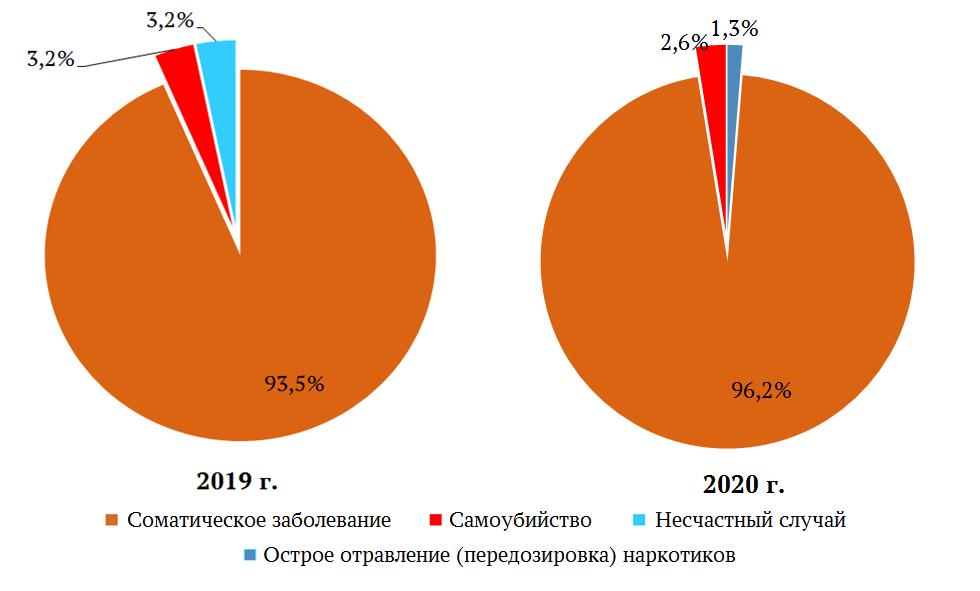 3,2%
3,2%
1,3%
2,6%
93,5%
96,2%
2019 г.
2020 г.
Соматическое заболевание Самоубийство Несчастный случай
Острое отравление (передозировка) наркотиков